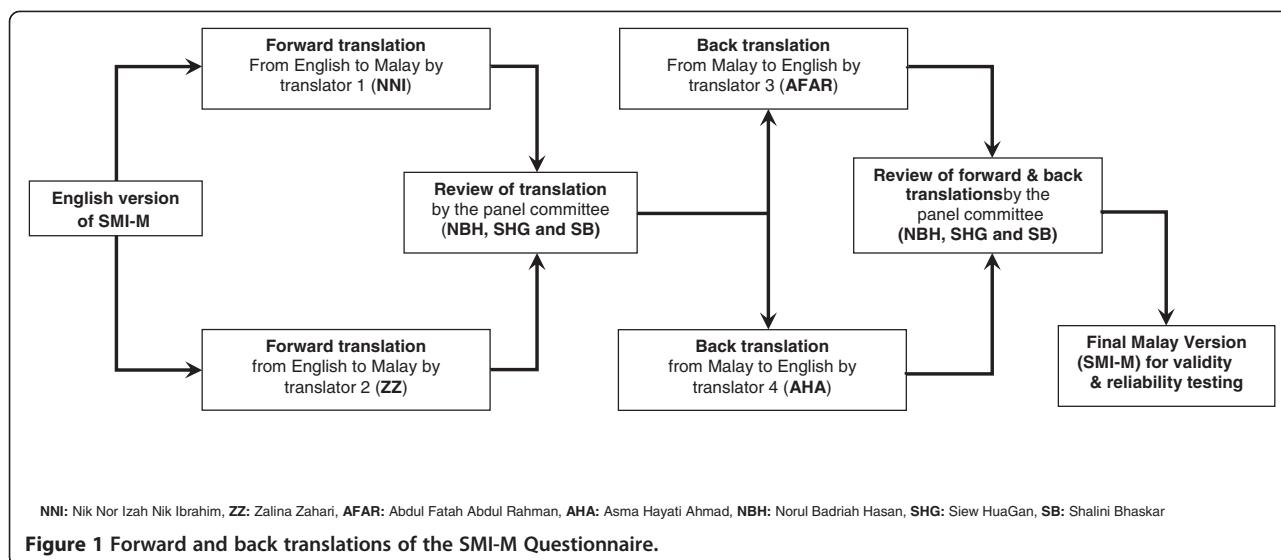 Forward translation
From English to Malay by
translator 1 (NNI)
Back translation
From Malay to English by
translator 3 (AFAR)
English version
of SMI-M
Review of translation
by the panel committee
(NBH, SHG and SB)
Review of forward & back
translationsby the
panel committee
(NBH, SHG and SB)
Forward translation
from English to Malay by
translator 2 (ZZ)
Back translation
from Malay to English by
translator 4 (AHA)
Final Malay Version
(SMI-M) for validity
& reliability testing
NNI: Nik Nor Izah Nik Ibrahim, ZZ: Zalina Zahari, AFAR: Abdul Fatah Abdul Rahman, AHA: Asma Hayati Ahmad, NBH: Norul Badriah Hasan, SHG: Siew HuaGan, SB: Shalini Bhaskar
Figure 1 Forward and back translations of the SMI-M Questionnaire.